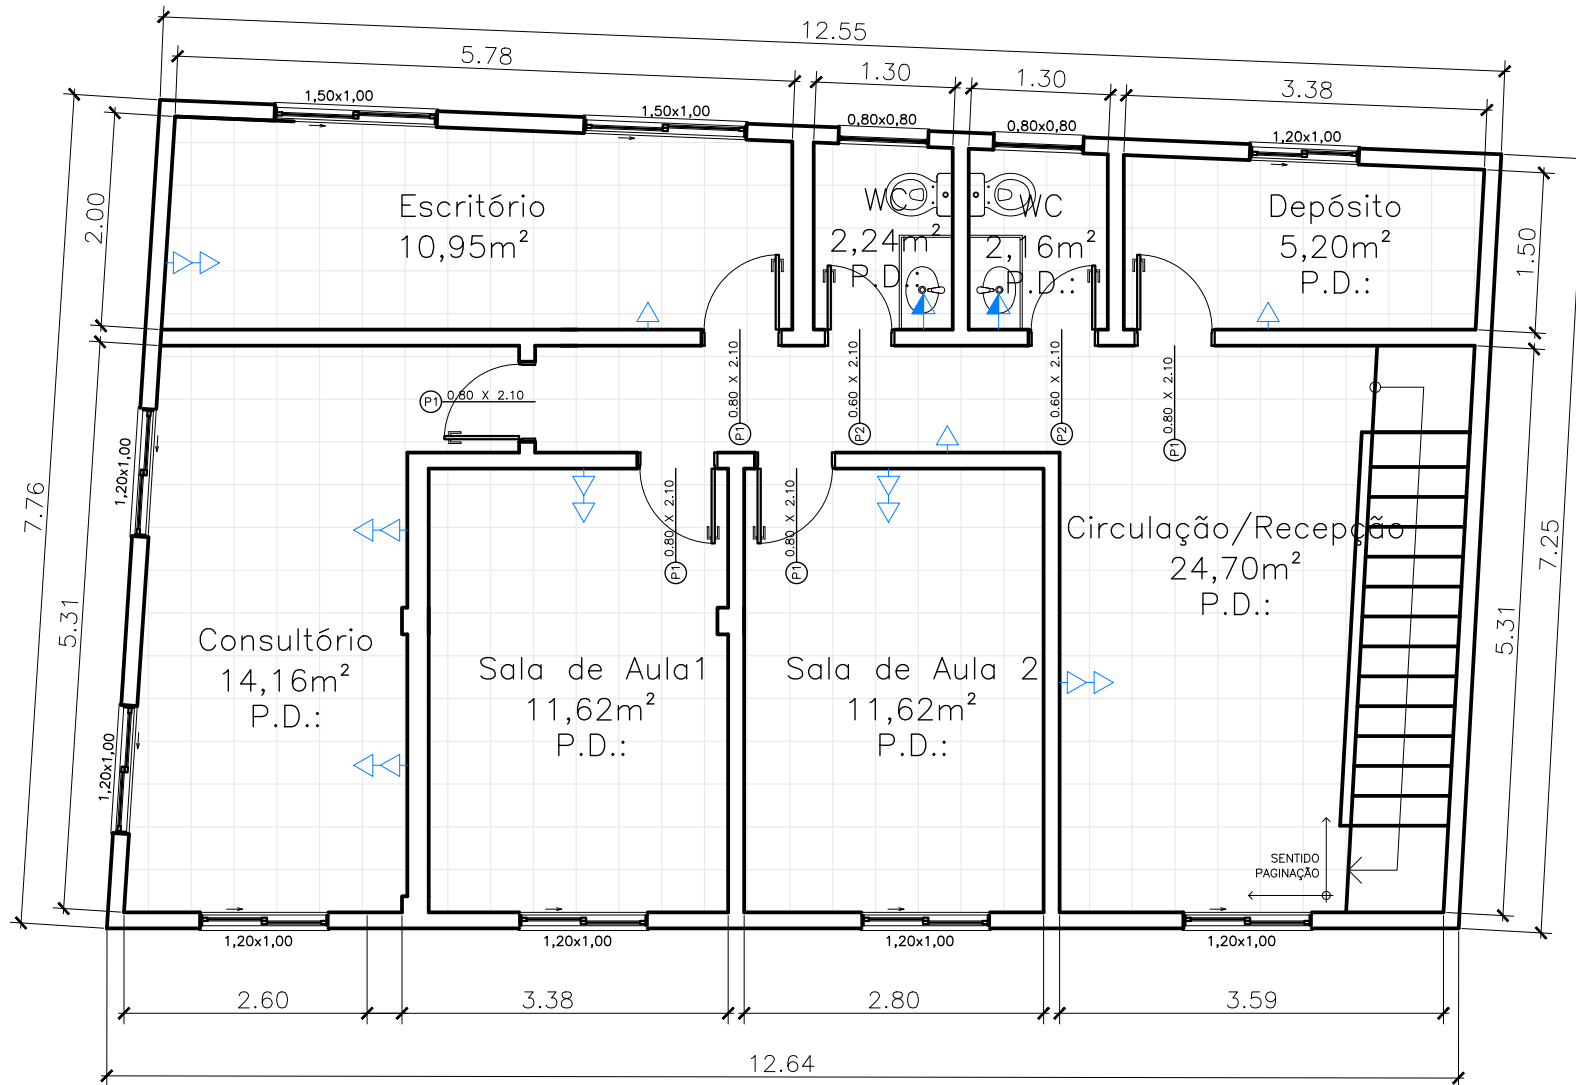 12.55
5.78
1.30
1.30
3.38
1,50x1,00
1,50x1,00
0,80x0,80
0,80x0,80
1,20x1,00
2.00
Escritório
10,95m²
WC
2,24m²
P.D.:
WC
2,16m²
P.D.:
Depósito
5,20m²
P.D.:
1.50
P1
0.80 X 2.10
0.80 X 2.10
P1
0.60 X 2.10
P2
0.60 X 2.10
P2
0.80 X 2.10
P1
1,20x1,00
7.76
5.31
0.80 X 2.10
P1
0.80 X 2.10
P1
Circulação/Recepção
24,70m²
P.D.:
7.25
5.31
Consultório
14,16m²
P.D.:
Sala de Aula1
11,62m²
P.D.:
Sala de Aula 2
11,62m²
P.D.:
1,20x1,00
SENTIDO
PAGINAÇÃO
1,20x1,00
1,20x1,00
1,20x1,00
1,20x1,00
2.60
3.38
2.80
3.59
12.64